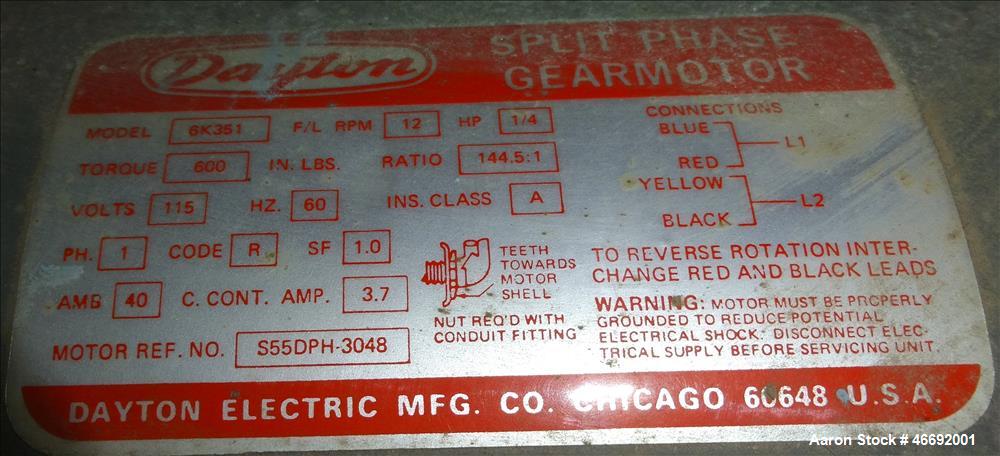 Dayton
SPLIT PHASE
GEARMOTOR
MODEL 6K351 F/L RPM 12 HP 1/4
TORQUE 600 IN. LBS. RATIO 144.5:1
VOLTS 115 HZ. 60 INS. CLASS A
PH. 1 CODE R SF 1.0
AMB 40 C. CONT. AMP. 3.7
MOTOR REF. NO. S55DPH-3048
TEETH
TOWARDS
MOTOR
SHELL
NUT REQ'D WITH
CONDUIT FITTING
CONNECTIONS
BLUE
RED
L1
YELLOW
BLACK
L2
TO REVERSE ROTATION INTER-
CHANGE RED AND BLACK LEADS
WARNING: MOTOR MUST BE PROPERLY
GROUNDED TO REDUCE POTENTIAL
ELECTRICAL SHOCK. DISCONNECT ELEC-
TRICAL SUPPLY BEFORE SERVICING UNIT.
DAYTON ELECTRIC MFG. CO. CHICAGO 60648 U.S.A.
Aaron Stock # 46692001